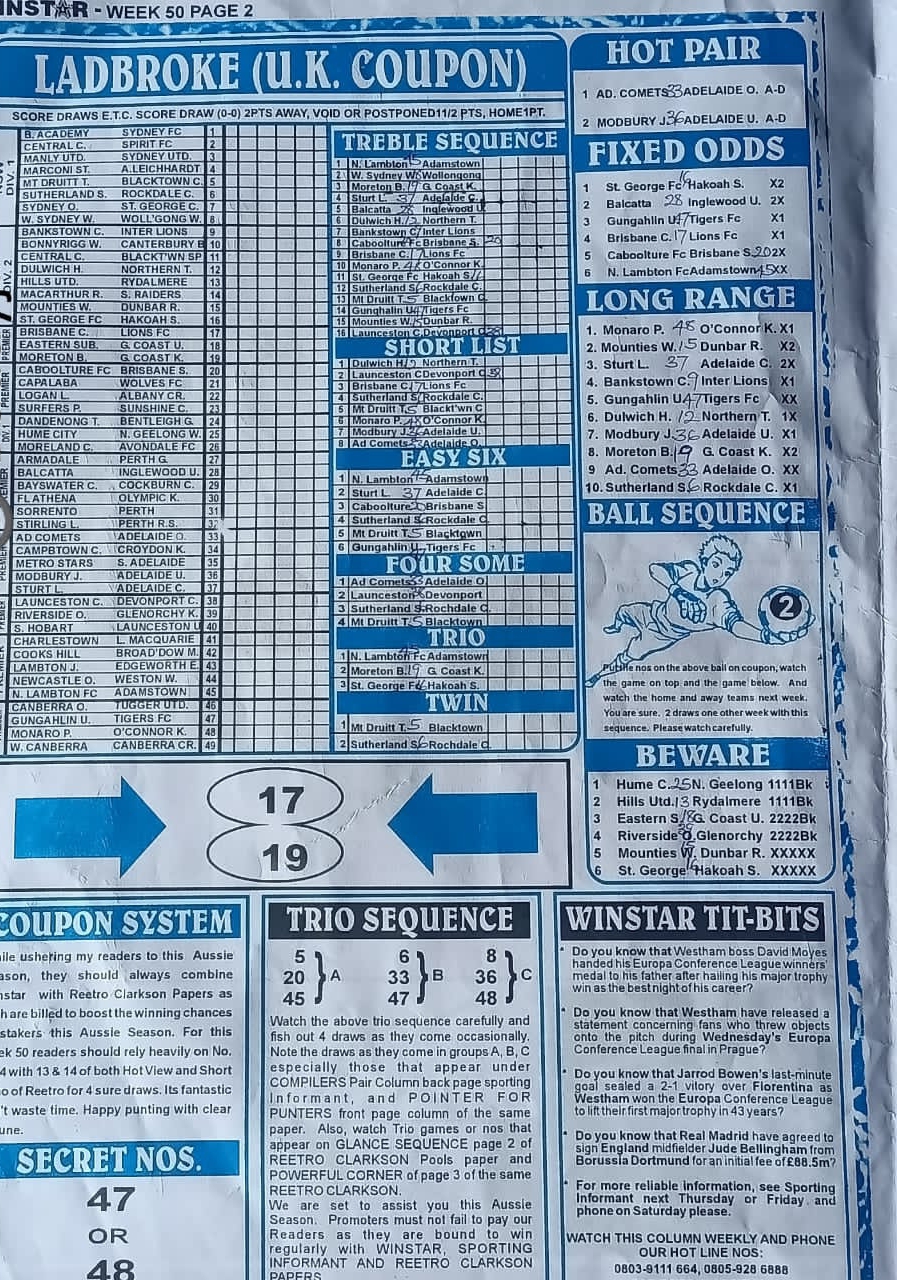 INSTAR - WEEK 50 PAGE 2
LADBROKE (U.K. COUPON)
SCORE DRAWS E.T.C. SCORE DRAW (0-0) 2PTS AWAY, VOID OR POSTPONED11/2 PTS, HOME1PT.
B. ACADEMY SYDNEY FC 1
CENTRAL C. SPIRIT FC 2
MANLY UTD. SYDNEY UTD. 3
MARCONI ST. A.LEICHHARDT 4
MT DRUITT T. BLACKTOWN C. 5
SUTHERLAND S. ROCKDALE C. 6
SYDNEY O. ST. GEORGE C. 7
W. SYDNEY W. WOLL'GONG W. 8
BANKSTOWN C. INTER LIONS 9
BONNYRIGG W. CANTERBURY B 10
CENTRAL C. BLACKT'WN SP 11
DULWICH H. NORTHERN T. 12
HILLS UTD. RYDALMERE 13
MACARTHUR R. S. RAIDERS 14
MOUNTIES W. DUNBAR R. 15
ST. GEORGE FC HAKOAH S. 16
BRISBANE C. LIONS FC 17
EASTERN SUB. G. COAST U. 18
MORETON B. G. COAST K. 19
CABOOLTURE FC BRISBANE S. 20
CAPALABA WOLVES FC 21
LOGAN L. ALBANY CR. 22
SURFERS P. SUNSHINE C. 23
DANDENONG T. BENTLEIGH G. 24
HUME CITY N. GEELONG W. 25
MORELAND C. AVONDALE FC 26
ARMADALE PERTH G. 27
BALCATTA INGLEWOOD U. 28
BAYSWATER C. COCKBURN C. 29
FL ATHENA OLYMPIC K. 30
SORRENTO PERTH 31
STIRLING L. PERTH R.S. 32
AD COMETS ADELAIDE O. 33
CAMPBTOWN C. CROYDON K. 34
METRO STARS S. ADELAIDE 35
MODBURY J. ADELAIDE U. 36
STURT L. ADELAIDE C. 37
LAUNCESTON C. DEVONPORT C. 38
RIVERSIDE O. GLENORCHY K. 39
S. HOBART LAUNCESTON U 40
CHARLESTOWN L. MACQUARIE 41
COOKS HILL BROAD'DOW M. 42
LAMBTON J. EDGEWORTH E. 43
NEWCASTLE O. WESTON W. 44
N. LAMBTON FC ADAMSTOWN 45
CANBERRA O. TUGGER UTD. 46
GUNGAHLIN U. TIGERS FC 47
MONARO P. O'CONNOR K. 48
W. CANBERRA CANBERRA CR. 49
TREBLE SEQUENCE
1 N. Lambton 45 Adamstown
2 W. Sydney W 8 Wollongong
3 Moreton B. 19 G. Coast K.
4 Sturt L. 37 Adelaide C.
5 Balcatta 28 Inglewood U.
6 Dulwich H. 12 Northern T.
7 Bankstown C. Inter Lions
8 Caboolture Fc Brisbane S. 20
9 Brisbane C. 17 Lions Fc
10 Monaro P. 48 O'Connor K.
11 St. George Fc Hakoah S. 16
12 Sutherland S. 6 Rockdale C.
13 Mt Druitt T. 5 Blacktown C.
14 Gunghalin U 47 Tigers Fc
15 Mounties W. 15 Dunbar R.
16 Launceston C. Devonport C. 38
SHORT LIST
1 Dulwich H. 12 Northern T.
2 Launceston C Devonport C. 38
3 Brisbane C. 17 Lions Fc
4 Sutherland S. Rockdale C.
5 Mt Druitt T. 5 Blackt'wn C
6 Monaro P. 48 O'Connor K.
7 Modbury J. 36 Adelaide U.
8 Ad Comets Adelaide O.
EASY SIX
1 N. Lambton 45 Adamstown
2 Sturt L. 37 Adelaide C.
3 Caboolture 20 Brisbane S
4 Sutherland S. Rockdale C.
5 Mt Druitt T. 5 Blacktown
6 Gungahlin U Tigers Fc
FOUR SOME
1 Ad Comets 33 Adelaide O
2 Launceston Devonport
3 Sutherland S. Rochdale C.
4 Mt Druitt T. 5 Blacktown
TRIO
1 N. Lambton Fc Adamstown
2 Moreton B. 19 G. Coast K.
3 St. George Fc Hakoah S.
TWIN
1 Mt Druitt T. 5 Blacktown
2 Sutherland S. 6 Rochdale C.
HOT PAIR
1 AD. COMETS 33 ADELAIDE O. A-D
2 MODBURY J 36 ADELAIDE U. A-D
FIXED ODDS
1 St. George Fc 16 Hakoah S. X2
2 Balcatta 28 Inglewood U. 2X
3 Gungahlin U 47 Tigers Fc X1
4 Brisbane C. 17 Lions Fc X1
5 Caboolture Fc Brisbane S. 20 2X
6 N. Lambton Fc Adamstown 45 XX
LONG RANGE
1. Monaro P. 48 O'Connor K. X1
2. Mounties W. 15 Dunbar R. X2
3. Sturt L. 37 Adelaide C. 2X
4. Bankstown C. 9 Inter Lions X1
5. Gungahlin U 47 Tigers Fc XX
6. Dulwich H. 12 Northern T. 1X
7. Modbury J. 36 Adelaide U. X1
8. Moreton B. 19 G. Coast K. X2
9 Ad. Comets 33 Adelaide O. XX
10. Sutherland S. 6 Rockdale C. X1
BALL SEQUENCE
2
Put the nos on the above ball on coupon, watch
the game on top and the game below. And
watch the home and away teams next week.
You are sure. 2 draws one other week with this
sequence. Please watch carefully.
BEWARE
1 Hume C. 25 N. Geelong 1111Bk
2 Hills Utd. 13 Rydalmere 1111Bk
3 Eastern S. 18 G. Coast U. 2222Bk
4 Riverside O. Glenorchy 2222Bk
5 Mounties W. Dunbar R. XXXXX
6 St. George 16 Hakoah S. XXXXX
17
19
COUPON SYSTEM
ile ushering my readers to this Aussie
ason, they should always combine
nstar with Reetro Clarkson Papers as
h are billed to boost the winning chances
stakers this Aussie Season. For this
ek 50 readers should rely heavily on No.
4 with 13 & 14 of both Hot View and Short
o of Reetro for 4 sure draws. Its fantastic
't waste time. Happy punting with clear
une.
SECRET NOS.
47
OR
48
TRIO SEQUENCE
5 6 8
20 A 33 B 36 C
45 47 48
Watch the above trio sequence carefully and
fish out 4 draws as they come occasionally.
Note the draws as they come in groups A, B, C
especially those that appear under
COMPILERS Pair Column back page sporting
Informant, and POINTER FOR
PUNTERS front page column of the same
paper. Also, watch Trio games or nos that
appear on GLANCE SEQUENCE page 2 of
REETRO CLARKSON Pools paper and
POWERFUL CORNER of page 3 of the same
REETRO CLARKSON.
We are set to assist you this Aussie
Season. Promoters must not fail to pay our
Readers as they are bound to win
regularly with WINSTAR, SPORTING
INFORMANT AND REETRO CLARKSON
PAPERS
WINSTAR TIT-BITS
Do you know that Westham boss David Moyes
handed his Europa Conference League winners'
medal to his father after hailing his major trophy
win as the best night of his career?
Do you know that Westham have released a
statement concerning fans who threw objects
onto the pitch during Wednesday's Europa
Conference League final in Prague?
Do you know that Jarrod Bowen's last-minute
goal sealed a 2-1 vitory over Florentina as
Westham won the Europa Conference League
to lift their first major trophy in 43 years?
Do you know that Real Madrid have agreed to
sign England midfielder Jude Bellingham from
Borussia Dortmund for an initial fee of £88.5m?
For more reliable information, see Sporting
Informant next Thursday or Friday and
phone on Saturday please.
WATCH THIS COLUMN WEEKLY AND PHONE
OUR HOT LINE NOS:
0803-9111 664, 0805-928 6888